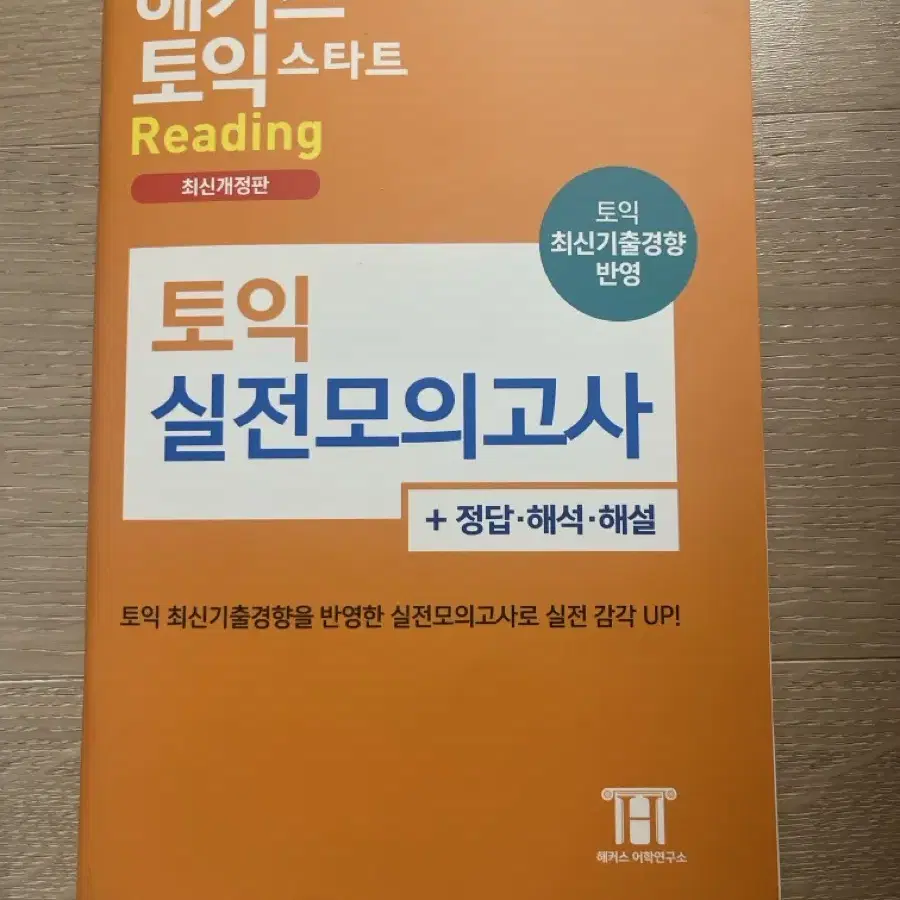 해커스
토익 스타트
Reading
최신개정판
토익
최신기출경향
반영
토익
실전모의고사
+ 정답·해석·해설
토익 최신기출경향을 반영한 실전모의고사로 실전 감각 UP!
해커스 어학연구소